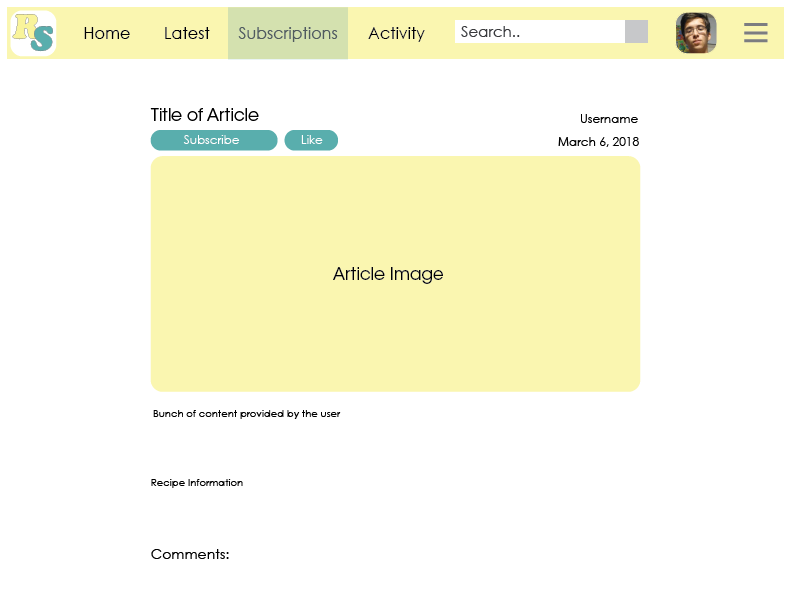 RS
Home Latest Subscriptions Activity Search..
Title of Article
Username
Subscribe Like
March 6, 2018
Article Image
Bunch of content provided by the user
Recipe Information
Comments: